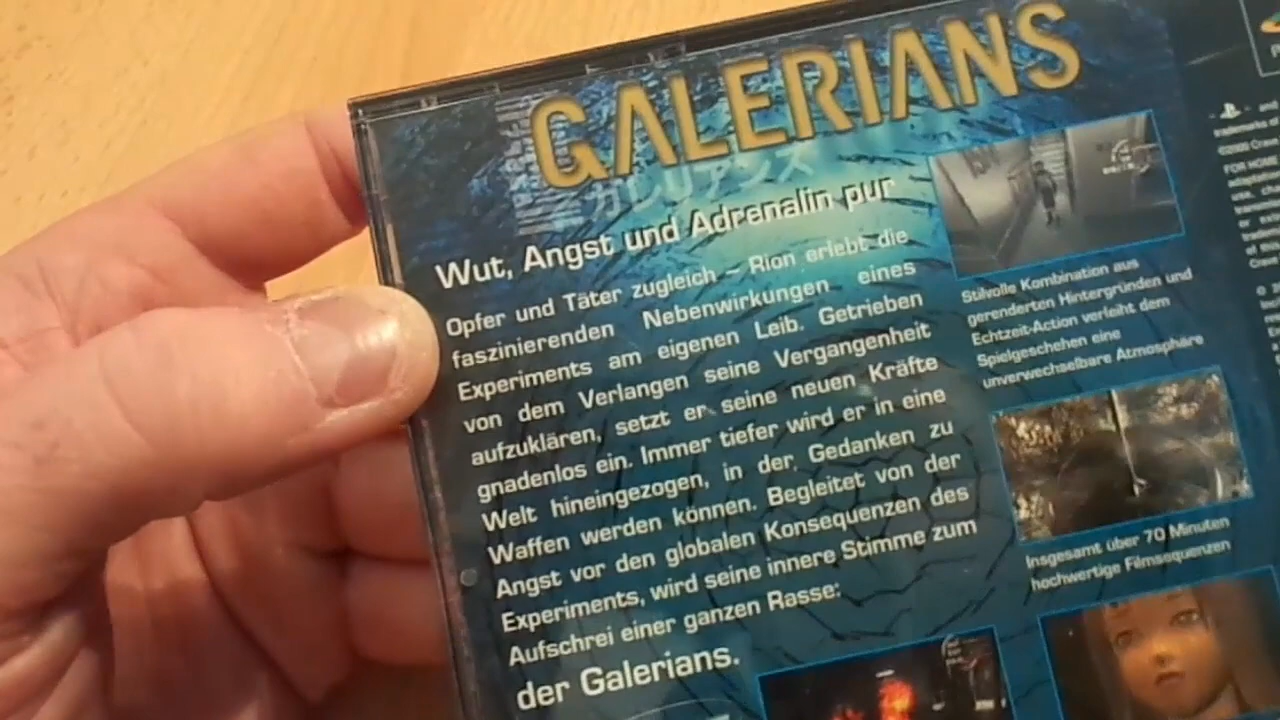 GALERIANS
ガレリアンズ
Wut, Angst und Adrenalin pur
Opfer und Täter zugleich – Rion erlebt die
faszinierenden Nebenwirkungen eines
Experiments am eigenen Leib. Getrieben
von dem Verlangen seine Vergangenheit
aufzuklären, setzt er seine neuen Kräfte
gnadenlos ein. Immer tiefer wird er in eine
Welt hineingezogen, in der Gedanken zu
Waffen werden können. Begleitet von der
Angst vor den globalen Konsequenzen des
Experiments, wird seine innere Stimme zum
Aufschrei einer ganzen Rasse:
der Galerians.
Stilvolle Kombination aus
gerenderten Hintergründen und
Echtzeit-Action verleiht dem
Spielgeschehen eine
unverwechselbare Atmosphäre
Insgesamt über 70 Minuten
hochwertige Filmsequenzen
and
trademarks of
FOR HOME